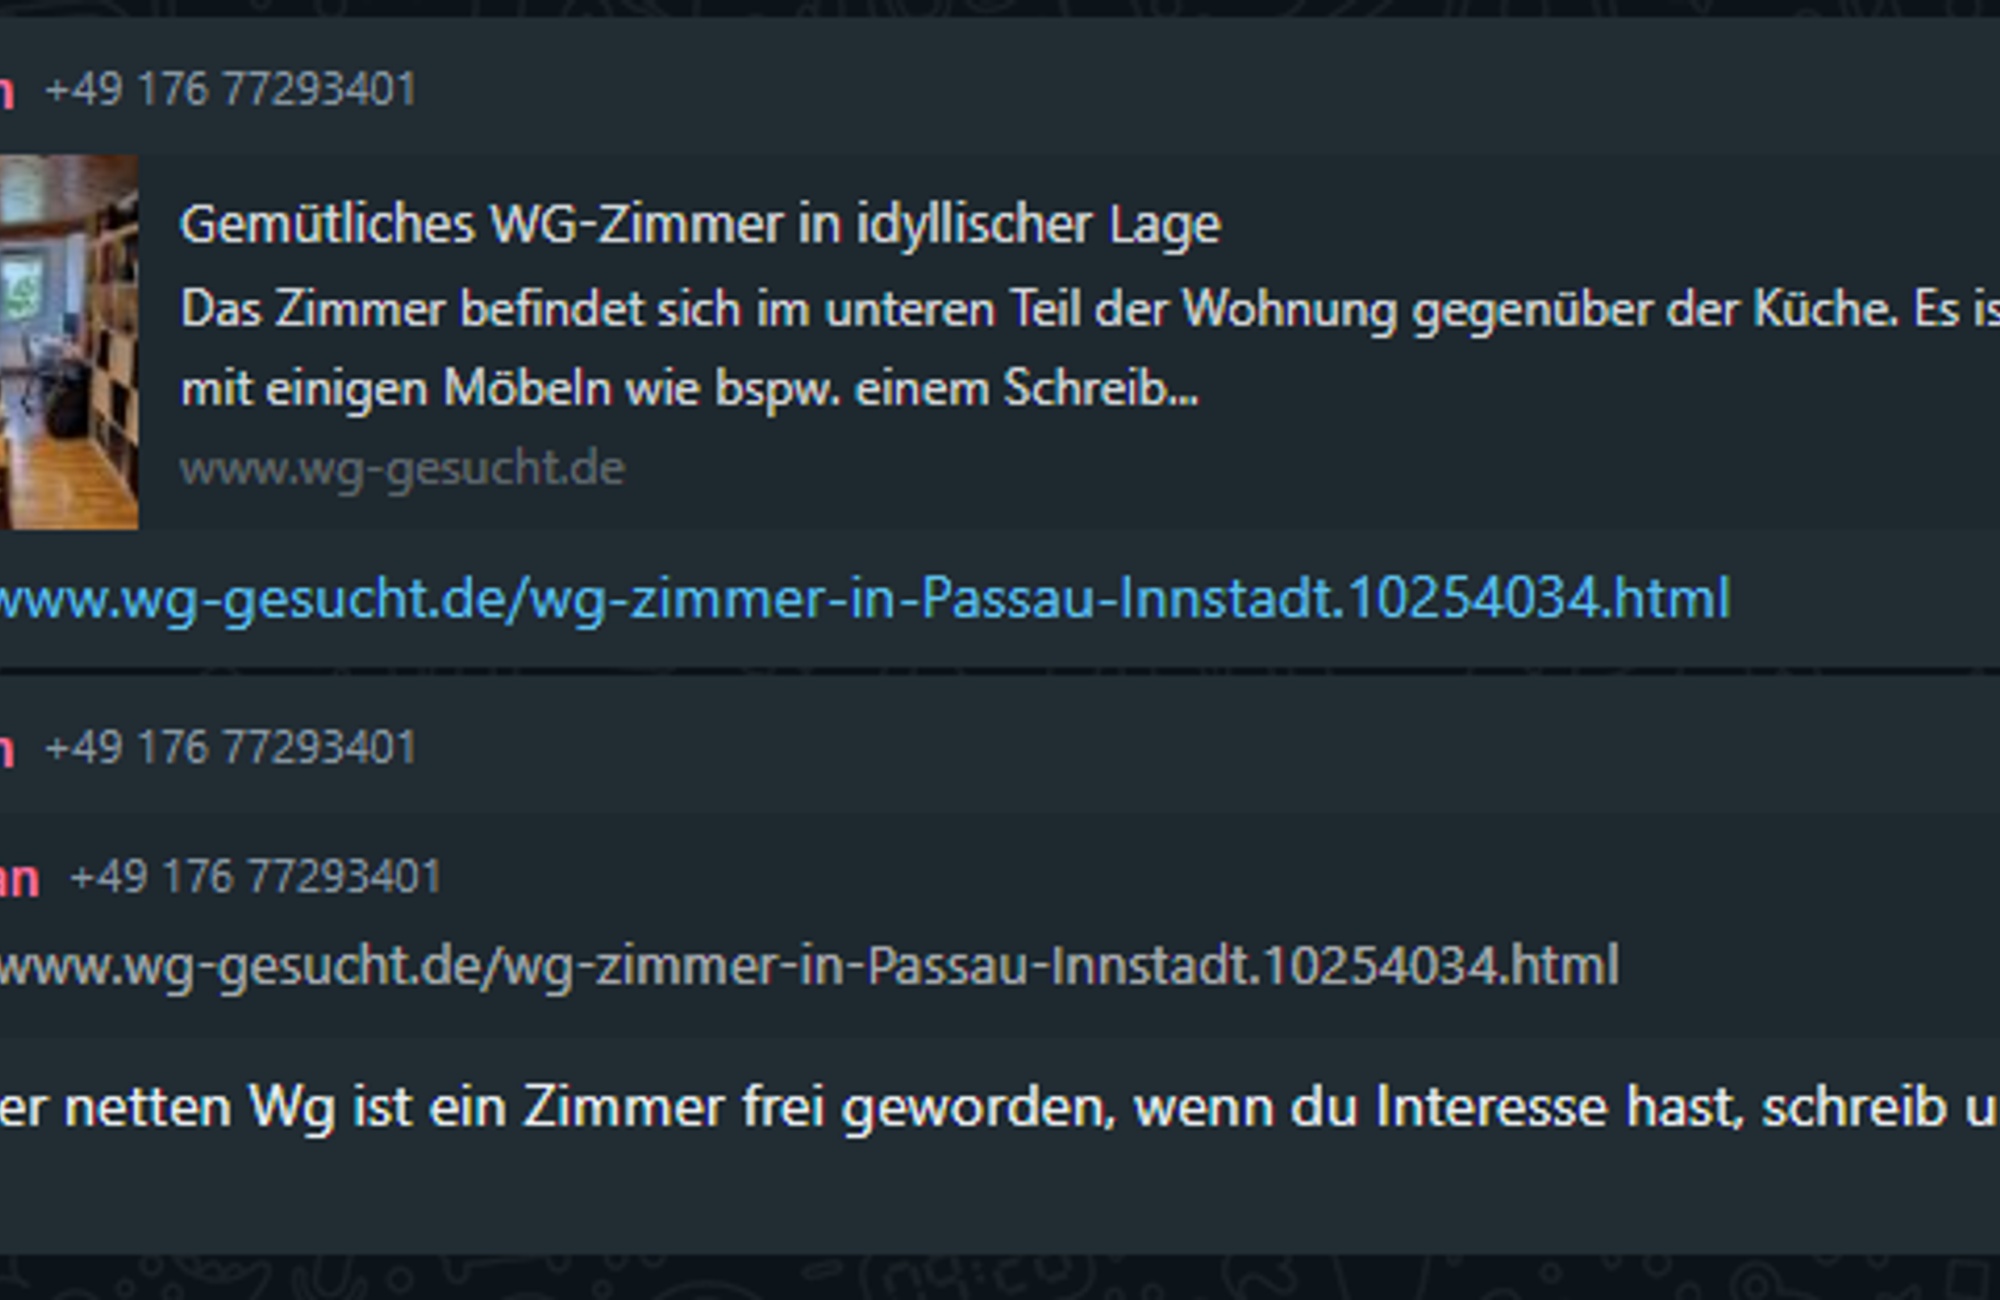 +49 176 77293401
Gemütliches WG-Zimmer in idyllischer Lage
Das Zimmer befindet sich im unteren Teil der Wohnung gegenüber der Küche. Es
mit einigen Möbeln wie bspw. einem Schreib...
www.wg-gesucht.de
www.wg-gesucht.de/wg-zimmer-in-Passau-Innstadt.10254034.html
+49 176 77293401
an +49 176 77293401
www.wg-gesucht.de/wg-zimmer-in-Passau-Innstadt.10254034.html
er netten Wg ist ein Zimmer frei geworden, wenn du Interesse hast, schreib